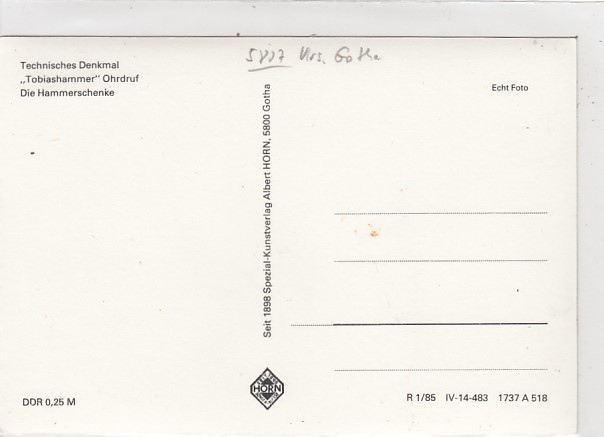 Technisches Denkmal
„Tobiashammer" Ohrdruf
Die Hammerschenke
Krs. Gotha
Echt Foto
Seit 1898 Spezial-Kunstverlag Albert HORN, 5800 Gotha
HORN
DDR 0,25 M
R 1/85 IV-14-483 1737 A 518